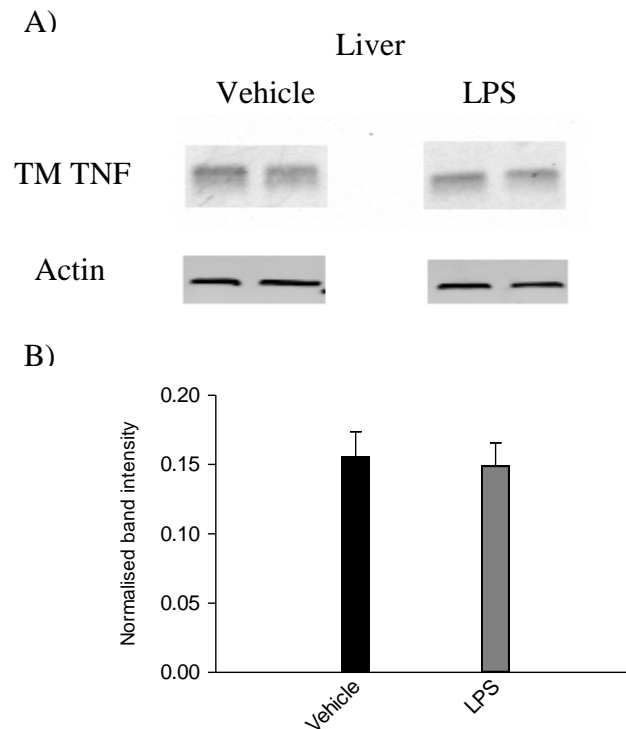 A)
Liver
Vehicle LPS
TM TNF
Actin
B)
Normalised band intensity
0.20
0.15
0.10
0.05
0.00
Vehicle LPS